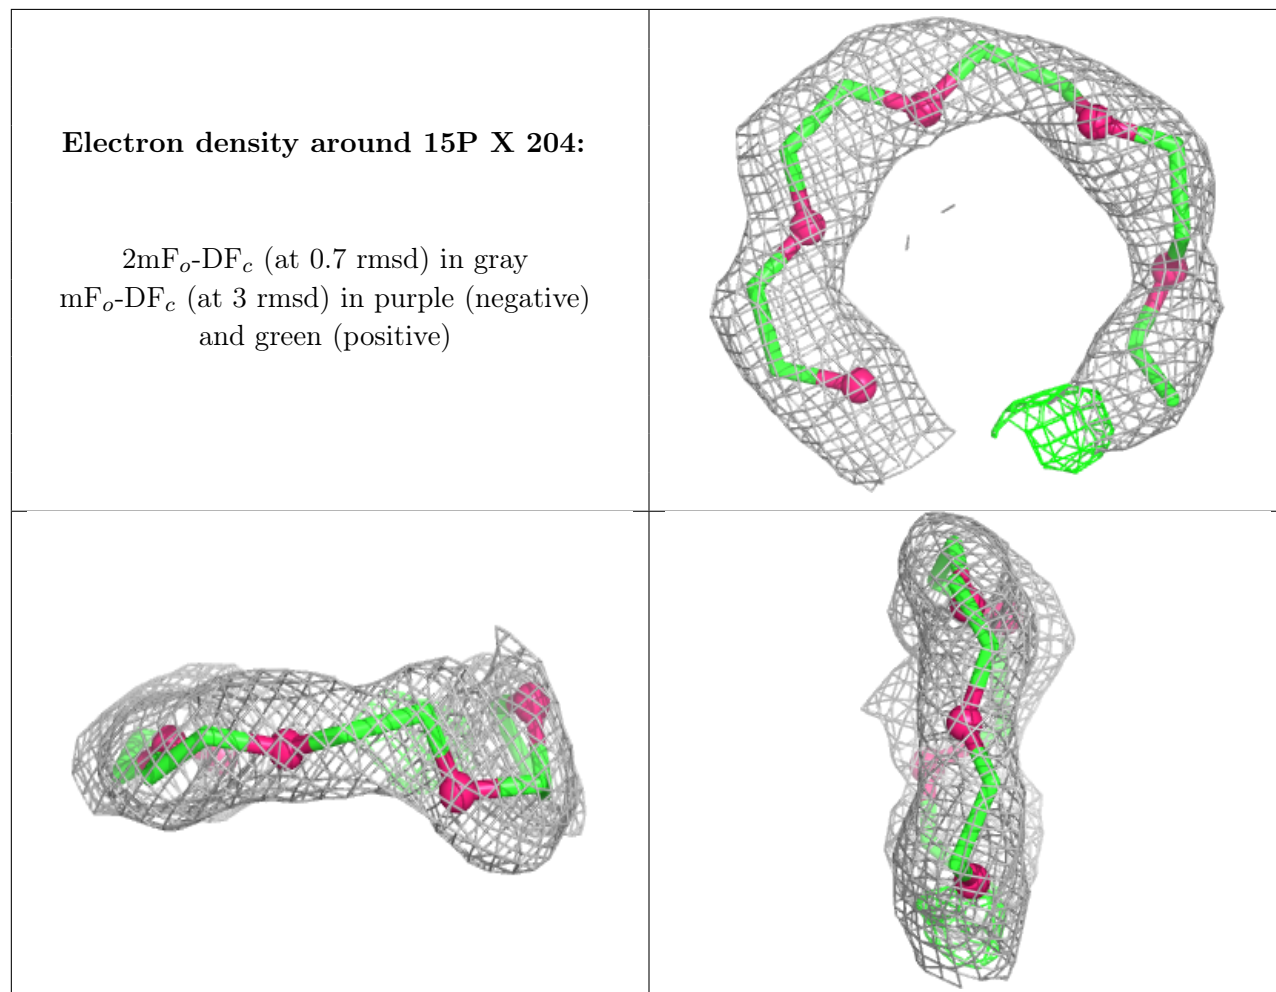 Electron density around 15P X 204:
2mFo-DFc (at 0.7 rmsd) in gray
mFo-DFc (at 3 rmsd) in purple (negative)
and green (positive)